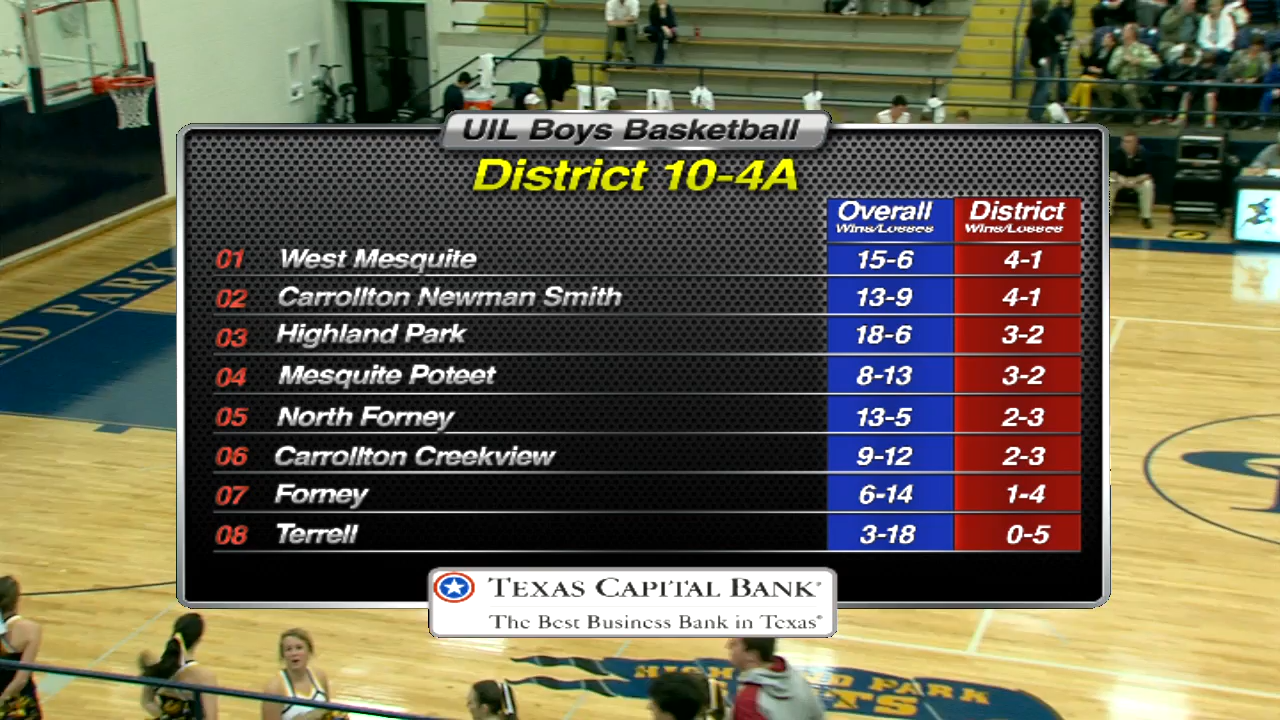 UIL Boys Basketball
District 10-4A
Overall District
Wins/Losses Wins/Losses
01 West Mesquite 15-6 4-1
02 Carrollton Newman Smith 13-9 4-1
03 Highland Park 18-6 3-2
04 Mesquite Poteet 8-13 3-2
05 North Forney 13-5 2-3
06 Carrollton Creekview 9-12 2-3
07 Forney 6-14 1-4
08 Terrell 3-18 0-5
TEXAS CAPITAL BANK®
THE BEST BUSINESS BANK IN TEXAS®
ND PARK
HIGHLAND PARK